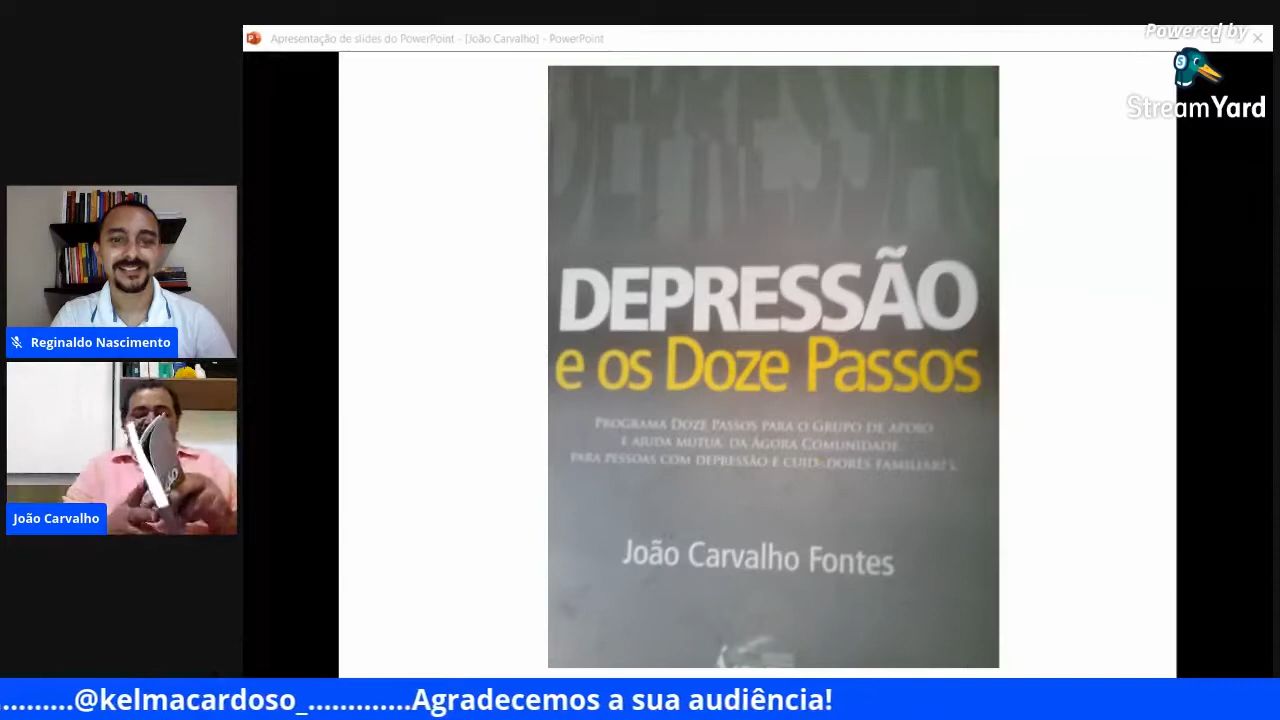 Apresentação de slides do PowerPoint - [João Carvalho] - PowerPoint
Powered by
StreamYard
Reginaldo Nascimento
João Carvalho
DEPRESSÃO
e os Doze Passos
PROGRAMA DOZE PASSOS PARA O GRUPO DE APOIO
E AJUDA MÚTUA, DA ÁGORA COMUNIDADE,
PARA PESSOAS COM DEPRESSÃO E CUIDADORES FAMILIARES.
João Carvalho Fontes
............@kelmacardoso_.............Agradecemos a sua audiência!